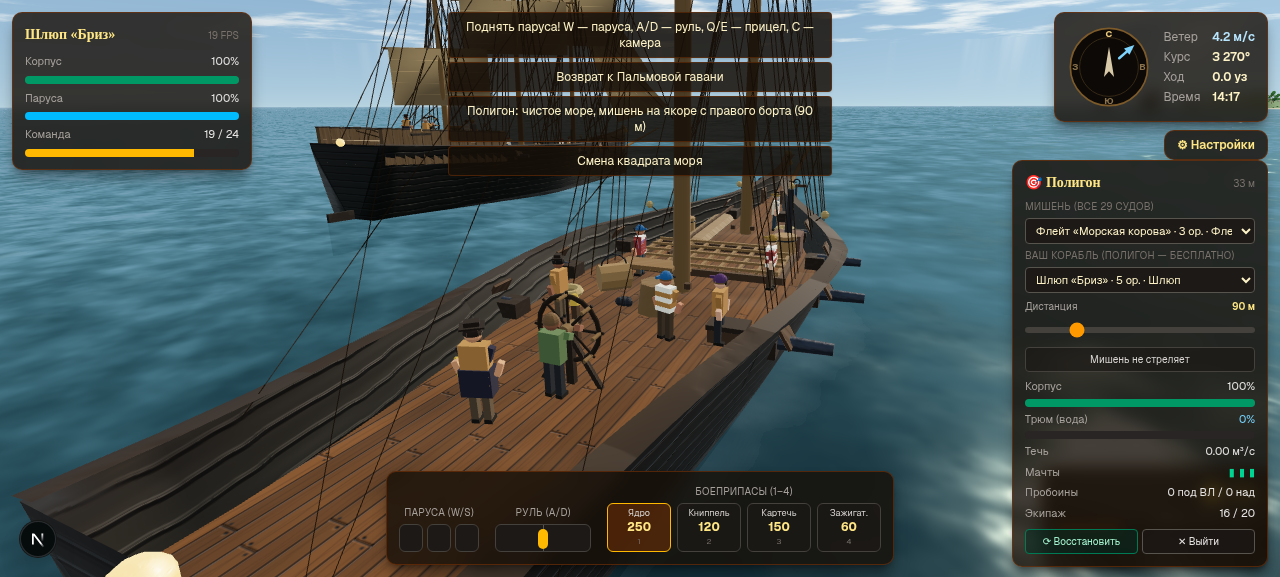 Шлюп «Бриз»
19 FPS
Корпус 100%
Паруса 100%
Команда 19 / 24
Поднять паруса! W — паруса, A/D — руль, Q/E — прицел, C —
камера
Возврат к Пальмовой гавани
Полигон: чистое море, мишень на якоре с правого борта (90
м)
Смена квадрата моря
С
З
В
Ю
Ветер 4.2 м/с
Курс З 270°
Ход 0.0 уз
Время 14:17
⚙ Настройки
🎯 Полигон 33 м
МИШЕНЬ (ВСЕ 29 СУДОВ)
Флейт «Морская корова» · 3 ор. · Фле
ВАШ КОРАБЛЬ (ПОЛИГОН — БЕСПЛАТНО)
Шлюп «Бриз» · 5 ор. · Шлюп
Дистанция 90 м
Мишень не стреляет
Корпус 100%
Трюм (вода) 0%
Течь 0.00 м³/с
Мачты
Пробоины 0 под ВЛ / 0 над
Экипаж 16 / 20
⟳ Восстановить
✕ Выйти
ПАРУСА (W/S)
РУЛЬ (A/D)
БОЕПРИПАСЫ (1–4)
Ядро
250
1
Книппель
120
2
Картечь
150
3
Зажигат.
60
4
N